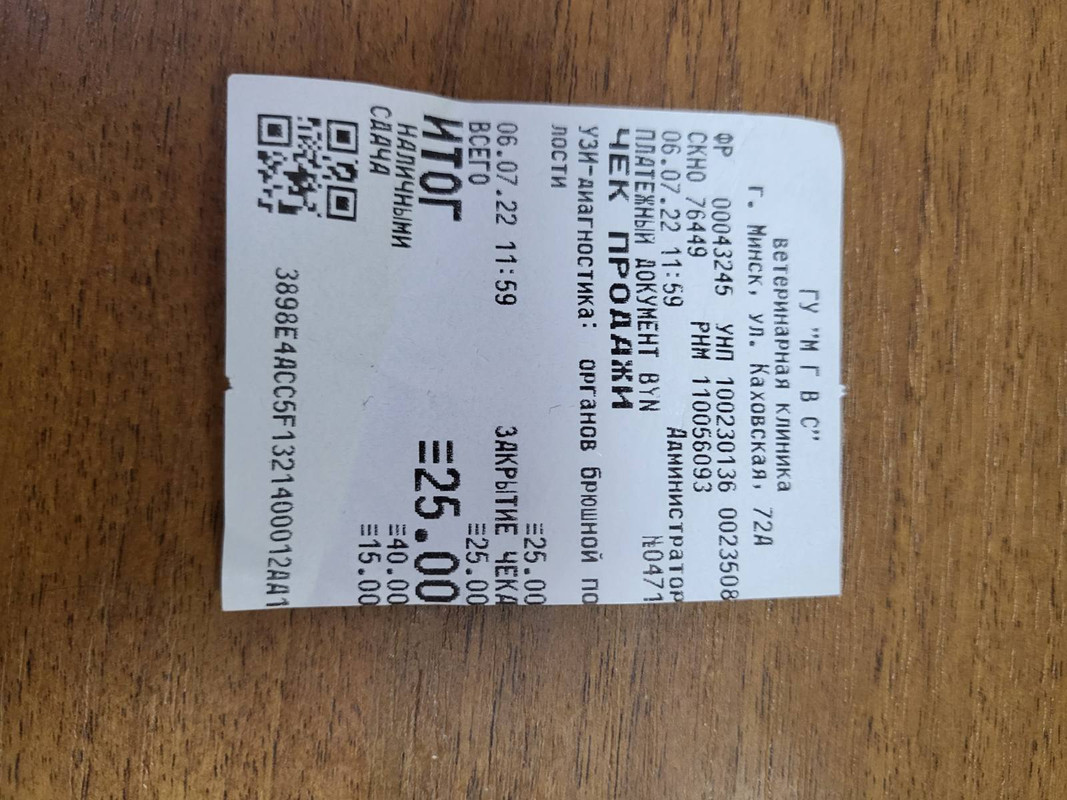 ГУ "М Г В С"
ветеринарная клиника
г. Минск, ул. Каховская, 72А
ФР 00043245 УНП 100230136 0023508
СКНО 76449 РНМ 110056093
06.07.22 11:59 Администратор
ПЛАТЕЖНЫЙ ДОКУМЕНТ BYN №0471
ЧЕК ПРОДАЖИ
УЗИ-диагностика: органов брюшной по
лости
≡25.00
06.07.22 11:59 ЗАКРЫТИЕ ЧЕКА
ВСЕГО ≡25.00
ИТОГ ≡25.00
НАЛИЧНЫМИ ≡40.00
СДАЧА ≡15.00
3898E4ACC5F1321400012AA1